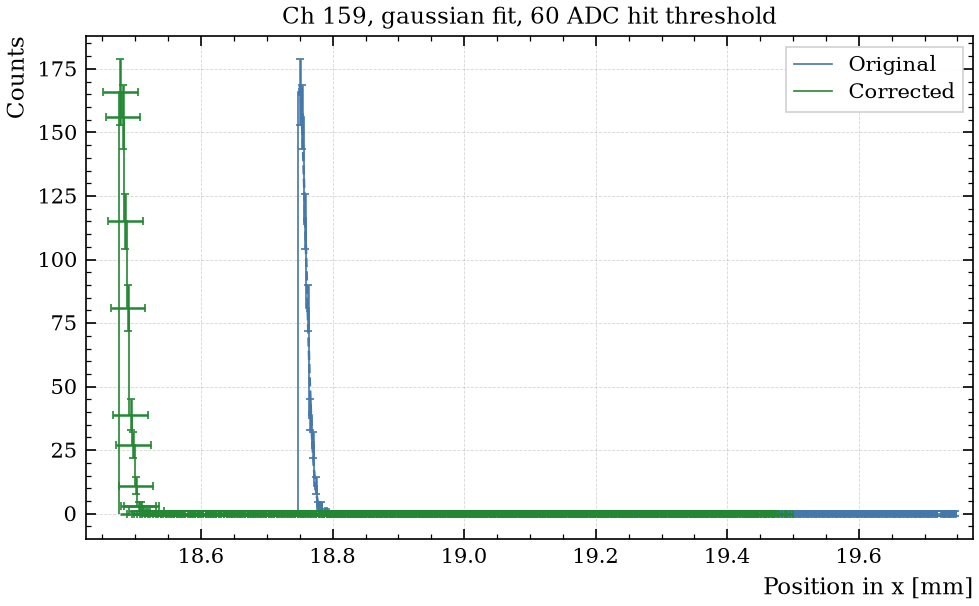 Ch 159, gaussian fit, 60 ADC hit threshold
Counts
175
150
125
100
75
50
25
0
Original
Corrected
18.6 18.8 19.0 19.2 19.4 19.6
Position in x [mm]